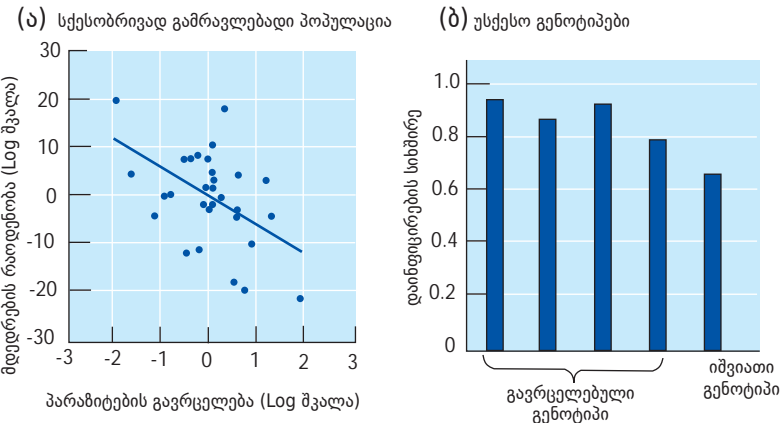 (ა) სქესობრივად გამრავლებადი პოპულაცია
მდედრების რაოდენობა (Log შკალა)
30
20
10
0
-10
-20
-30
-3 -2 -1 0 1 2 3
პარაზიტების გავრცელება (Log შკალა)
(ბ) უსქესო გენოტიპები
დაინფიცირების სიხშირე
1.0
0.8
0.6
0.4
0.2
0
გავრცელებული
გენოტიპი
იშვიათი
გენოტიპი